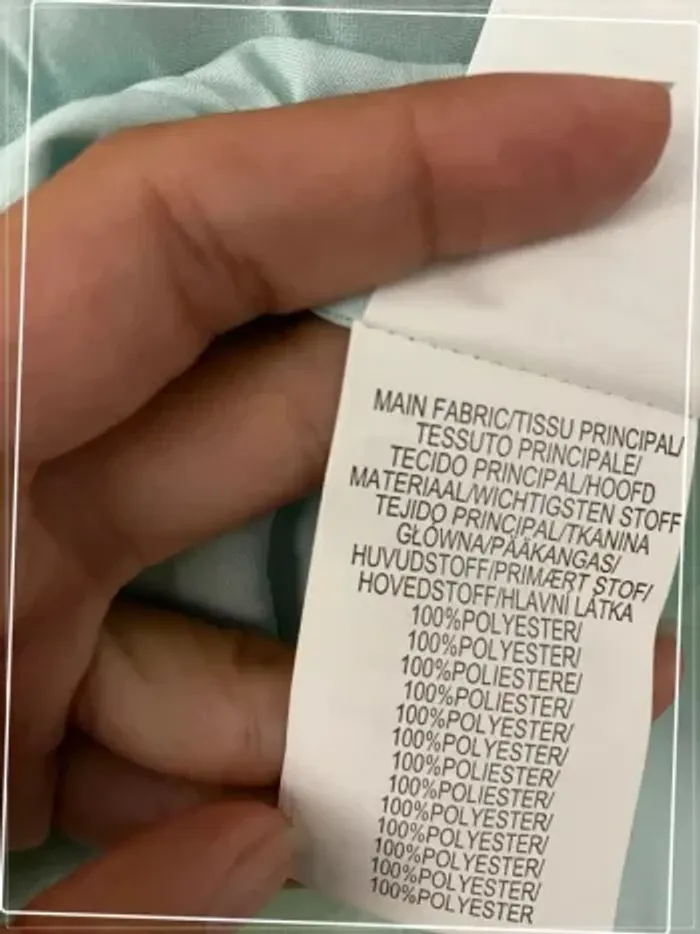 MAIN FABRIC/TISSU PRINCIPAL/
TESSUTO PRINCIPALE/
TECIDO PRINCIPAL/HOOFD
MATERIAAL/WICHTIGSTEN STOFF
TEJIDO PRINCIPAL/TKANINA
GŁÓWNA/PÄÄKANGAS/
HUVUDSTOFF/PRIMÆRT STOF/
HOVEDSTOFF/HLAVNÍ LÁTKA
100%POLYESTER/
100%POLYESTER/
100%POLIESTERE/
100%POLIESTER/
100%POLYESTER/
100%POLYESTER/
100%POLIESTER/
100%POLIESTER/
100%POLYESTER/
100%POLYESTER/
100%POLYESTER/
100%POLYESTER/
100%POLYESTER